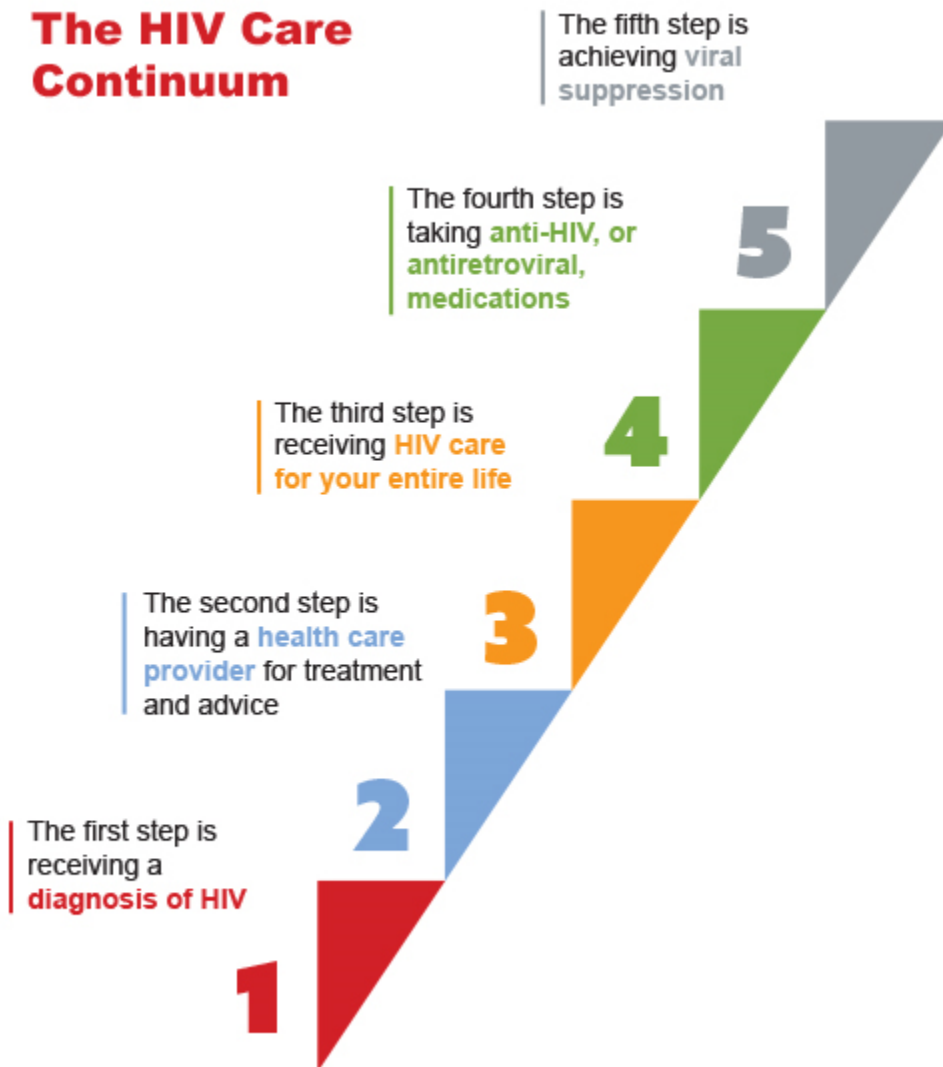 The HIV Care
Continuum
The fifth step is
achieving viral
suppression
5
The fourth step is
taking anti-HIV, or
antiretroviral,
medications
4
The third step is
receiving HIV care
for your entire life
3
The second step is
having a health care
provider for treatment
and advice
2
The first step is
receiving a
diagnosis of HIV
1